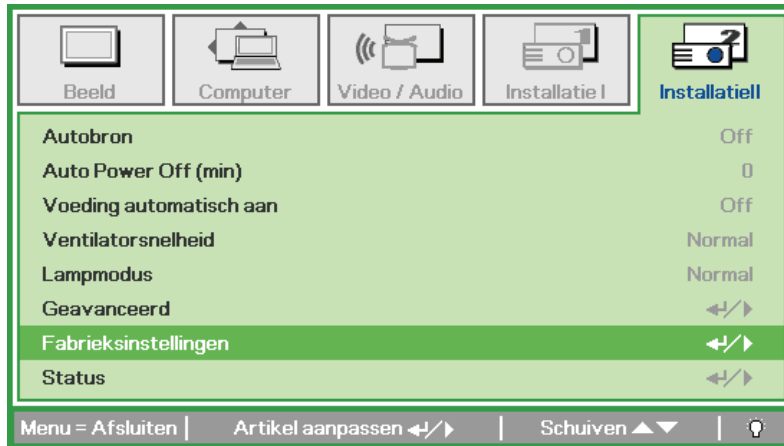 Beeld Computer Video / Audio Installatie I InstallatieII
Autobron Off
Auto Power Off (min) 0
Voeding automatisch aan Off
Ventilatorsnelheid Normal
Lampmodus Normal
Geavanceerd ↵/▶
Fabrieksinstellingen ↵/▶
Status ↵/▶
Menu = Afsluiten | Artikel aanpassen ↵/▶ | Schuiven ▲▼ |